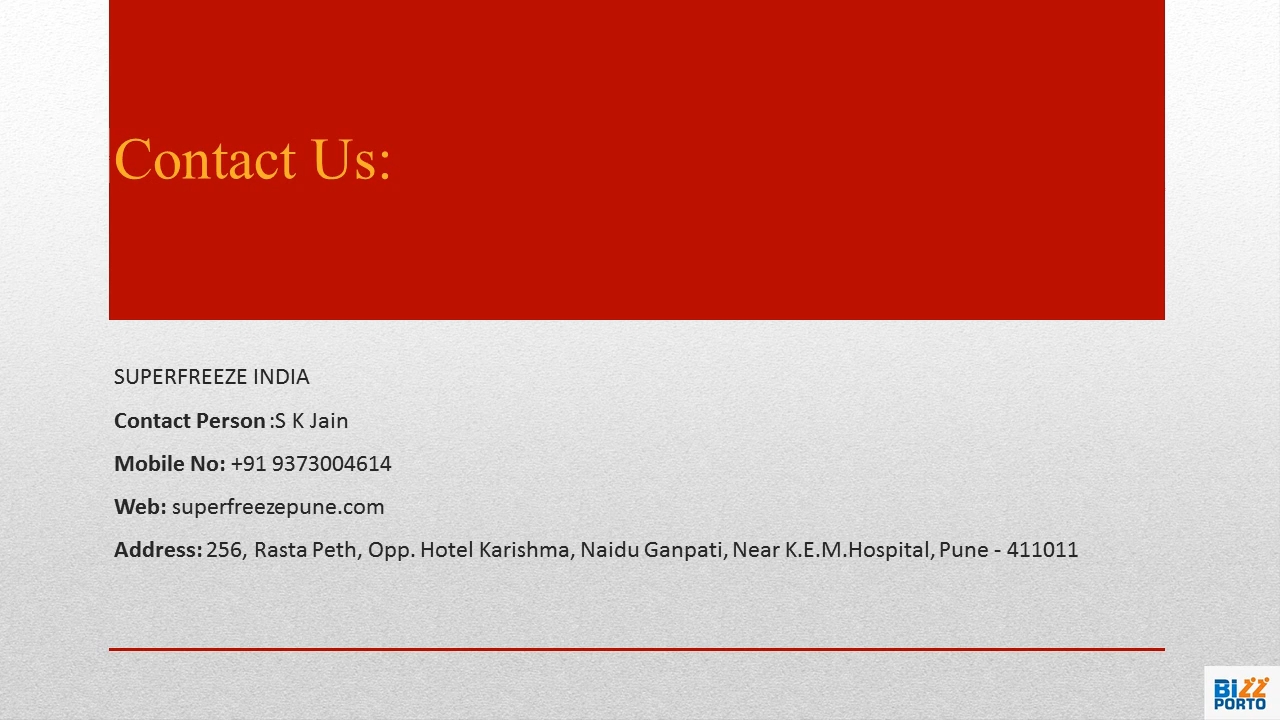 Contact Us:
SUPERFREEZE INDIA
Contact Person :S K Jain
Mobile No: +91 9373004614
Web: superfreezepune.com
Address: 256, Rasta Peth, Opp. Hotel Karishma, Naidu Ganpati, Near K.E.M.Hospital, Pune - 411011
BiZZ
PORTO